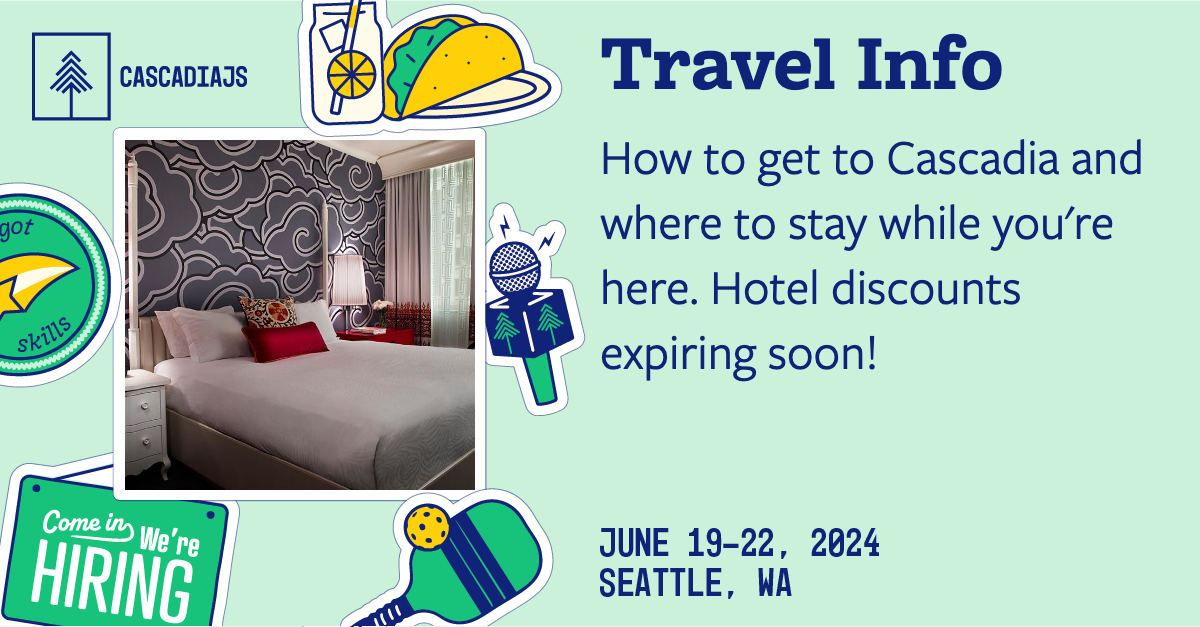 CASCADIAJS
Travel Info
How to get to Cascadia and
where to stay while you're
here. Hotel discounts
expiring soon!
JUNE 19–22, 2024
SEATTLE, WA
got
skills
Come in
We're
HIRING